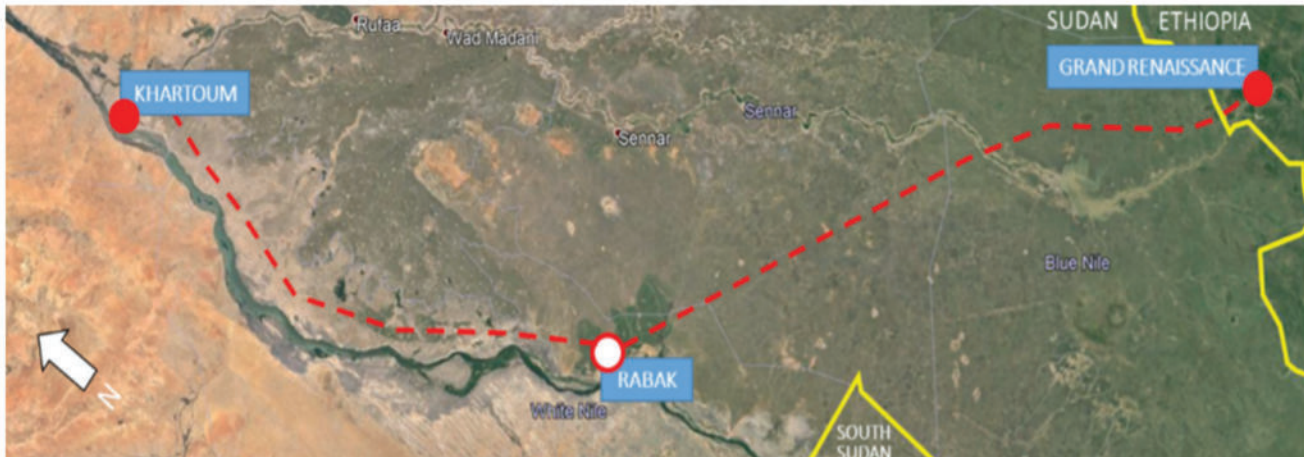 SUDAN
ETHIOPIA
Rufaa
Wad Madani
GRAND RENAISSANCE
KHARTOUM
Sennar
Sennar
Blue Nile
RABAK
White Nile
SOUTH
SUDAN
N